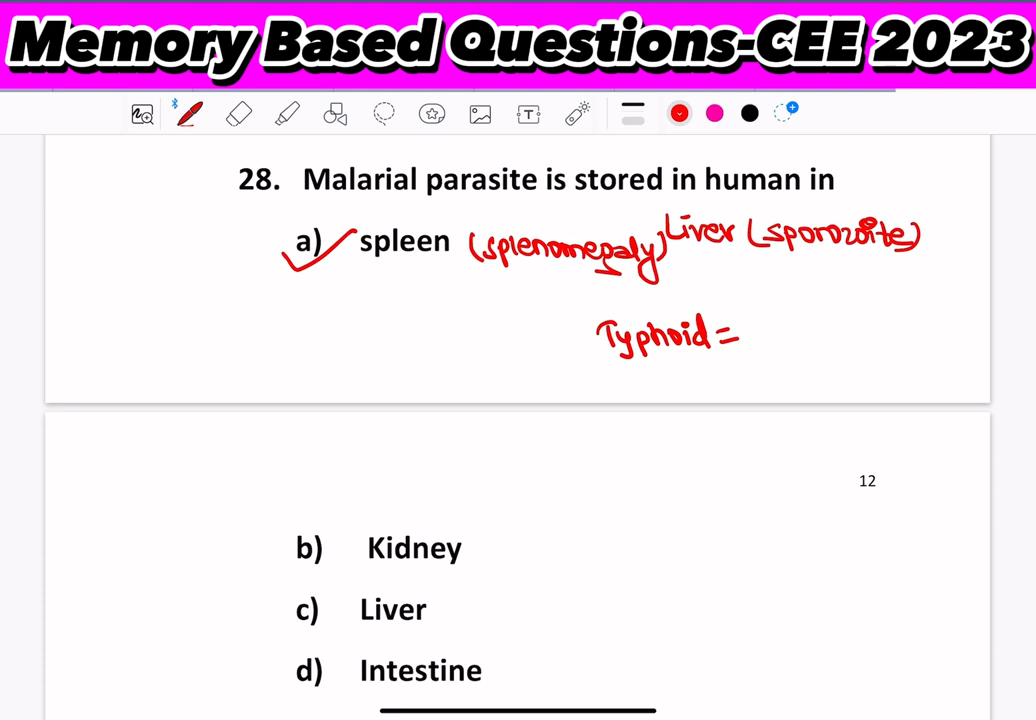 Memory Based Questions-CEE 2023
28. Malarial parasite is stored in human in
a) spleen (splenomegaly) Liver (sporozoite)
Typhoid =
12
b) Kidney
c) Liver
d) Intestine